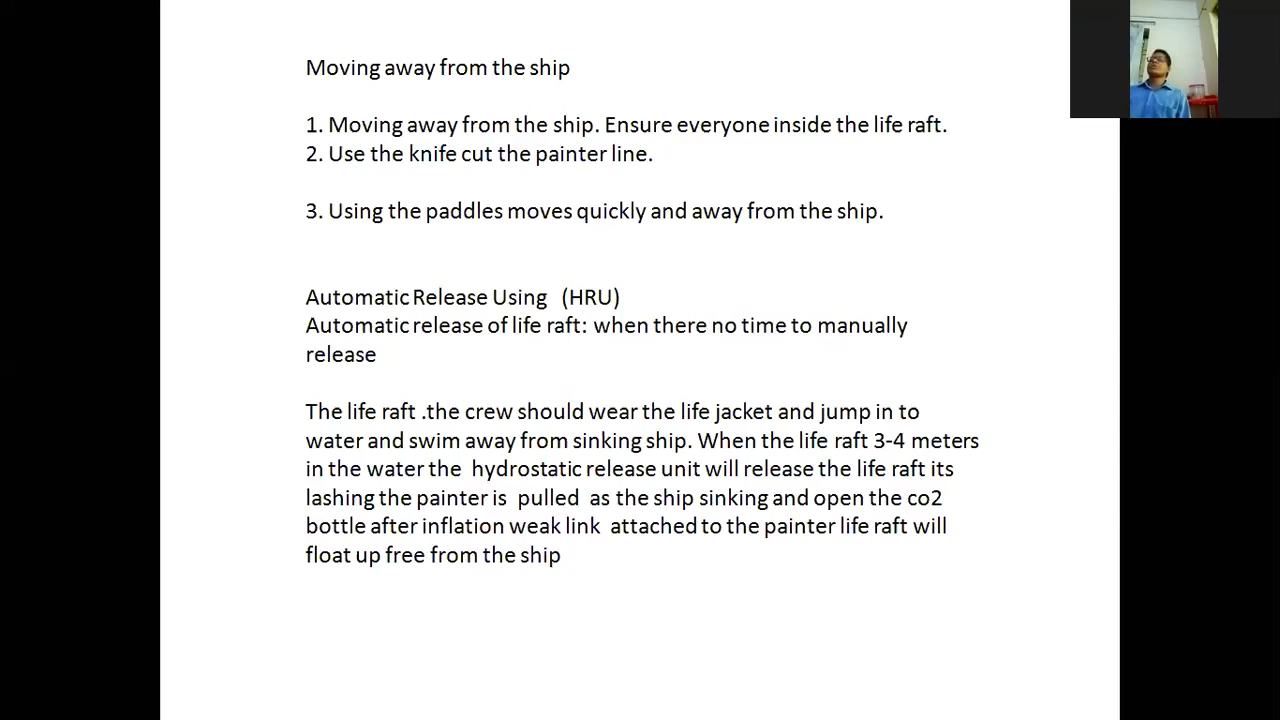 Moving away from the ship
1. Moving away from the ship. Ensure everyone inside the life raft.
2. Use the knife cut the painter line.
3. Using the paddles moves quickly and away from the ship.
Automatic Release Using (HRU)
Automatic release of life raft: when there no time to manually
release
The life raft .the crew should wear the life jacket and jump in to
water and swim away from sinking ship. When the life raft 3-4 meters
in the water the hydrostatic release unit will release the life raft its
lashing the painter is pulled as the ship sinking and open the co2
bottle after inflation weak link attached to the painter life raft will
float up free from the ship